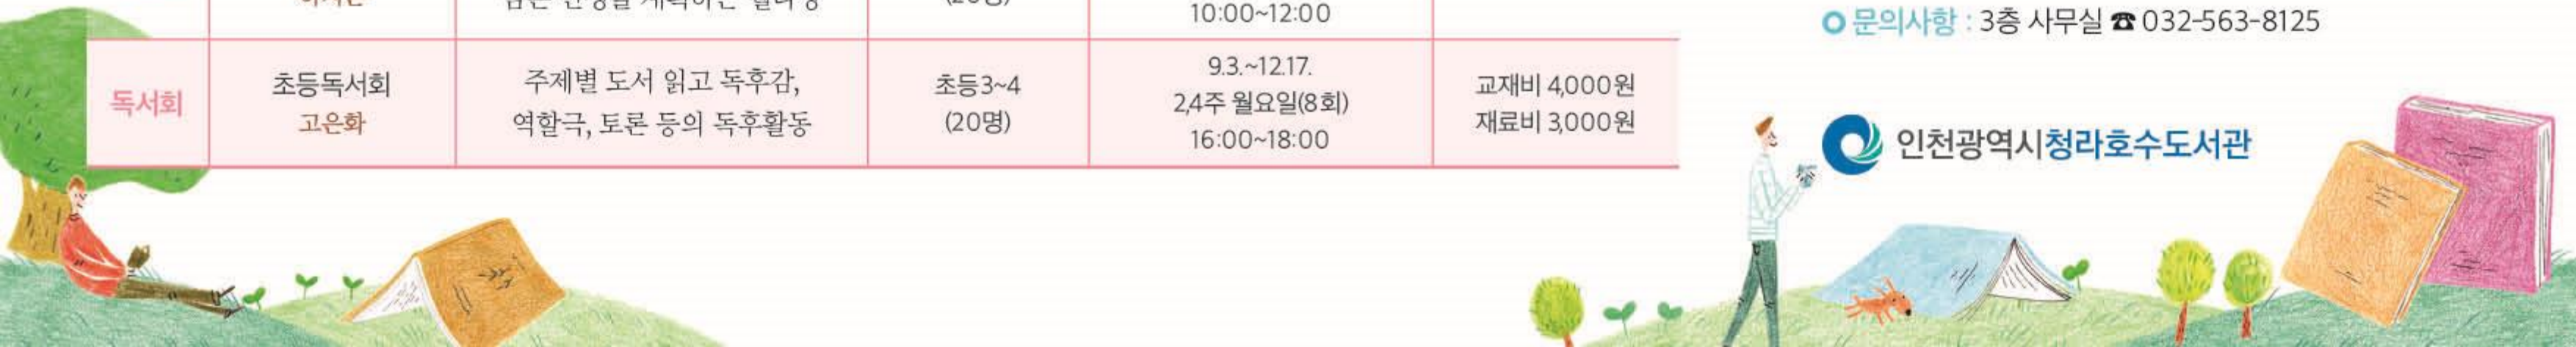 10:00~12:00
문의사항 : 3층 사무실 ☎ 032-563-8125
독서회
초등독서회
고은화
주제별 도서 읽고 독후감,
역할극, 토론 등의 독후활동
초등3~4
(20명)
9.3.~12.17.
2,4주 월요일(8회)
16:00~18:00
교재비 4,000원
재료비 3,000원
인천광역시청라호수도서관